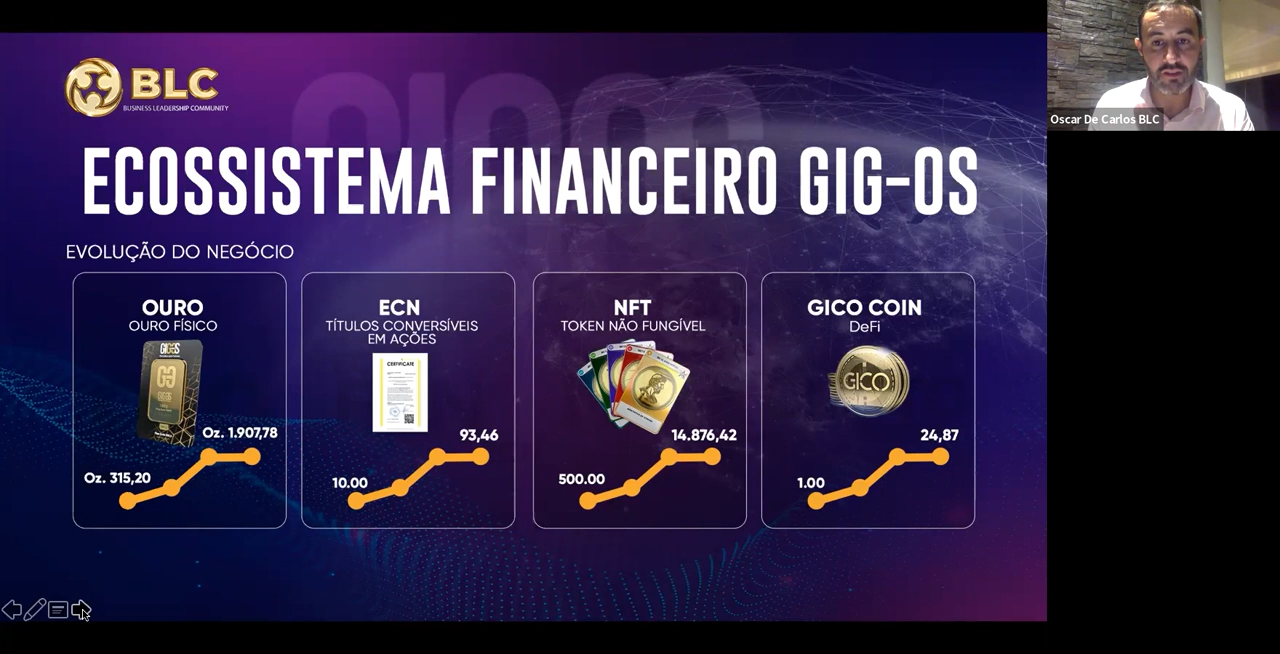 BLC
BUSINESS LEADERSHIP COMMUNITY
Oscar De Carlos BLC
ECOSSISTEMA FINANCEIRO GIG-OS
EVOLUÇÃO DO NEGÓCIO
OURO
OURO FÍSICO
GIG-OS
Oz. 315,20
Oz. 1.907,78
ECN
TÍTULOS CONVERSÍVEIS
EM AÇÕES
CERTIFICATE
10.00
93,46
NFT
TOKEN NÃO FUNGÍVEL
500.00
14.876,42
GICO COIN
DeFi
GICO
1.00
24,87